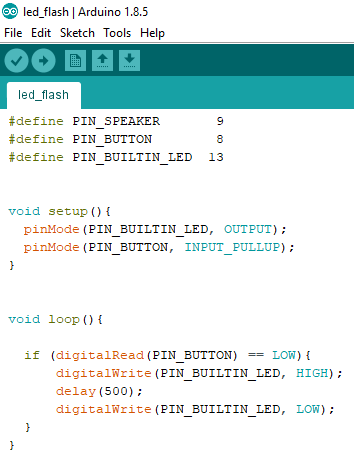 led_flash | Arduino 1.8.5
File Edit Sketch Tools Help
led_flash
#define PIN_SPEAKER 9
#define PIN_BUTTON 8
#define PIN_BUILTIN_LED 13
void setup(){
pinMode(PIN_BUILTIN_LED, OUTPUT);
pinMode(PIN_BUTTON, INPUT_PULLUP);
}
void loop(){
if (digitalRead(PIN_BUTTON) == LOW){
digitalWrite(PIN_BUILTIN_LED, HIGH);
delay(500);
digitalWrite(PIN_BUILTIN_LED, LOW);
}
}